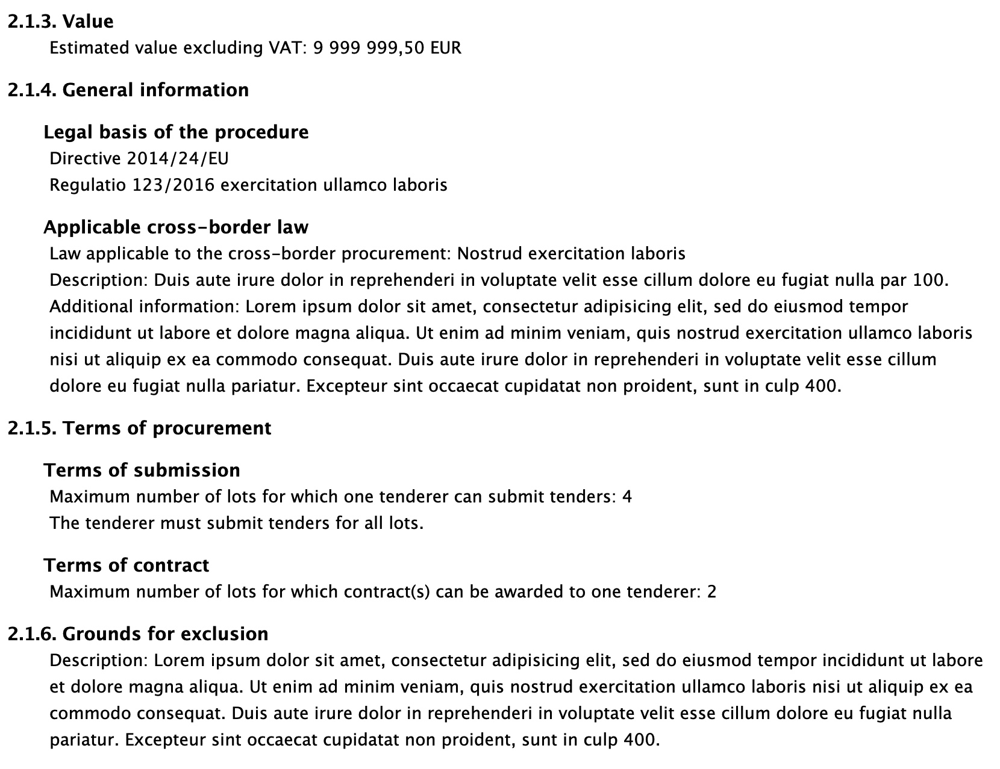 2.1.3. Value
Estimated value excluding VAT: 9 999 999,50 EUR
2.1.4. General information
Legal basis of the procedure
Directive 2014/24/EU
Regulatio 123/2016 exercitation ullamco laboris
Applicable cross-border law
Law applicable to the cross-border procurement: Nostrud exercitation laboris
Description: Duis aute irure dolor in reprehenderi in voluptate velit esse cillum dolore eu fugiat nulla par 100.
Additional information: Lorem ipsum dolor sit amet, consectetur adipisicing elit, sed do eiusmod tempor
incididunt ut labore et dolore magna aliqua. Ut enim ad minim veniam, quis nostrud exercitation ullamco laboris
nisi ut aliquip ex ea commodo consequat. Duis aute irure dolor in reprehenderi in voluptate velit esse cillum
dolore eu fugiat nulla pariatur. Excepteur sint occaecat cupidatat non proident, sunt in culp 400.
2.1.5. Terms of procurement
Terms of submission
Maximum number of lots for which one tenderer can submit tenders: 4
The tenderer must submit tenders for all lots.
Terms of contract
Maximum number of lots for which contract(s) can be awarded to one tenderer: 2
2.1.6. Grounds for exclusion
Description: Lorem ipsum dolor sit amet, consectetur adipisicing elit, sed do eiusmod tempor incididunt ut labore
et dolore magna aliqua. Ut enim ad minim veniam, quis nostrud exercitation ullamco laboris nisi ut aliquip ex ea
commodo consequat. Duis aute irure dolor in reprehenderi in voluptate velit esse cillum dolore eu fugiat nulla
pariatur. Excepteur sint occaecat cupidatat non proident, sunt in culp 400.